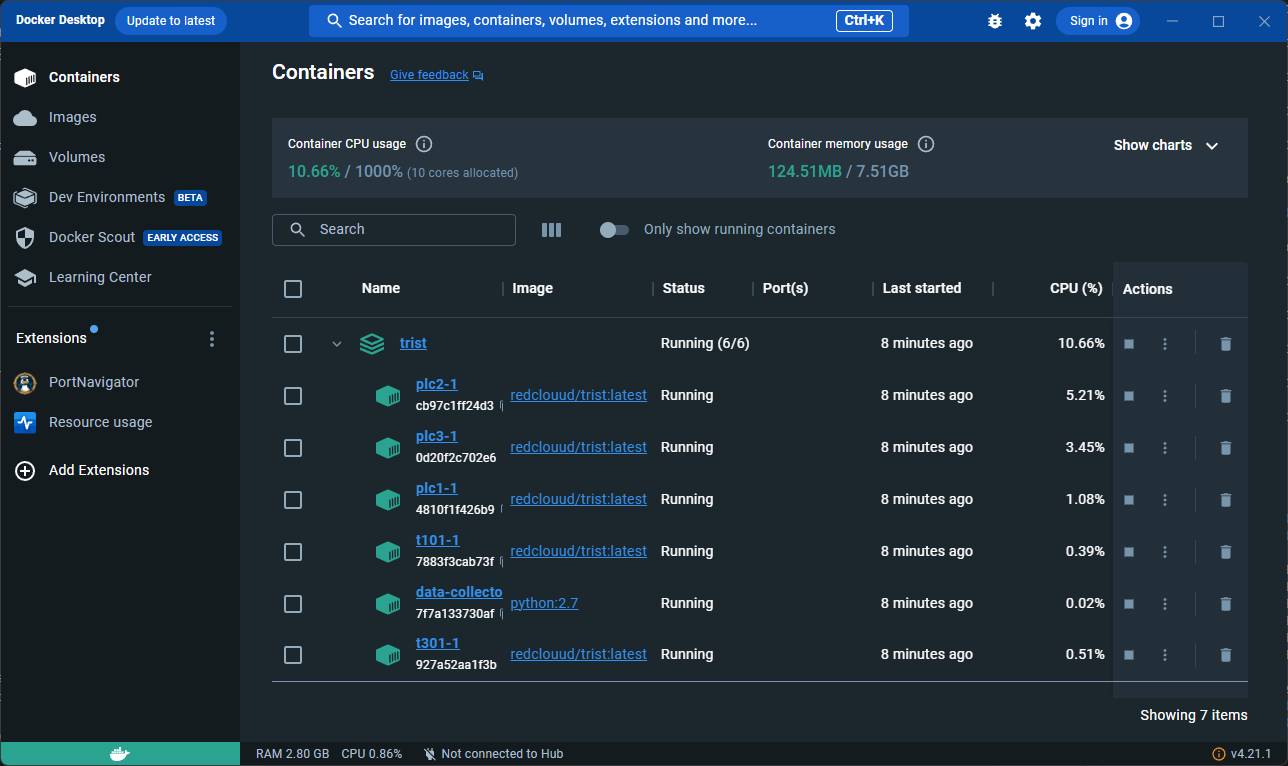 Docker Desktop Update to latest Search for images, containers, volumes, extensions and more... Ctrl+K Sign in
Containers
Images
Volumes
Dev Environments BETA
Docker Scout EARLY ACCESS
Learning Center
Extensions
PortNavigator
Resource usage
Add Extensions
Containers Give feedback
Container CPU usage
10.66% / 1000% (10 cores allocated)
Container memory usage
124.51MB / 7.51GB
Show charts
Search
Only show running containers
Name Image Status Port(s) Last started CPU (%) Actions
trist Running (6/6) 8 minutes ago 10.66%
plc2-1
cb97c1ff24d3
redclouud/trist:latest Running 8 minutes ago 5.21%
plc3-1
0d20f2c702e6
redclouud/trist:latest Running 8 minutes ago 3.45%
plc1-1
4810f1f426b9
redclouud/trist:latest Running 8 minutes ago 1.08%
t101-1
7883f3cab73f
redclouud/trist:latest Running 8 minutes ago 0.39%
data-collecto
7f7a133730af
python:2.7 Running 8 minutes ago 0.02%
t301-1
927a52aa1f3b
redclouud/trist:latest Running 8 minutes ago 0.51%
Showing 7 items
RAM 2.80 GB CPU 0.86% Not connected to Hub v4.21.1